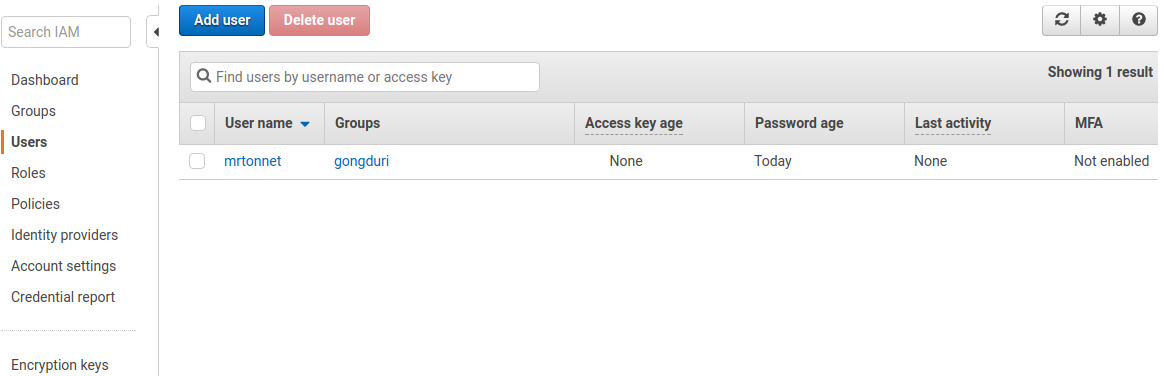 Add user Delete user
Search IAM
Find users by username or access key Showing 1 result
Dashboard
Groups
Users
Roles
Policies
Identity providers
Account settings
Credential report
Encryption keys
User name Groups Access key age Password age Last activity MFA
mrtonnet gongduri None Today None Not enabled